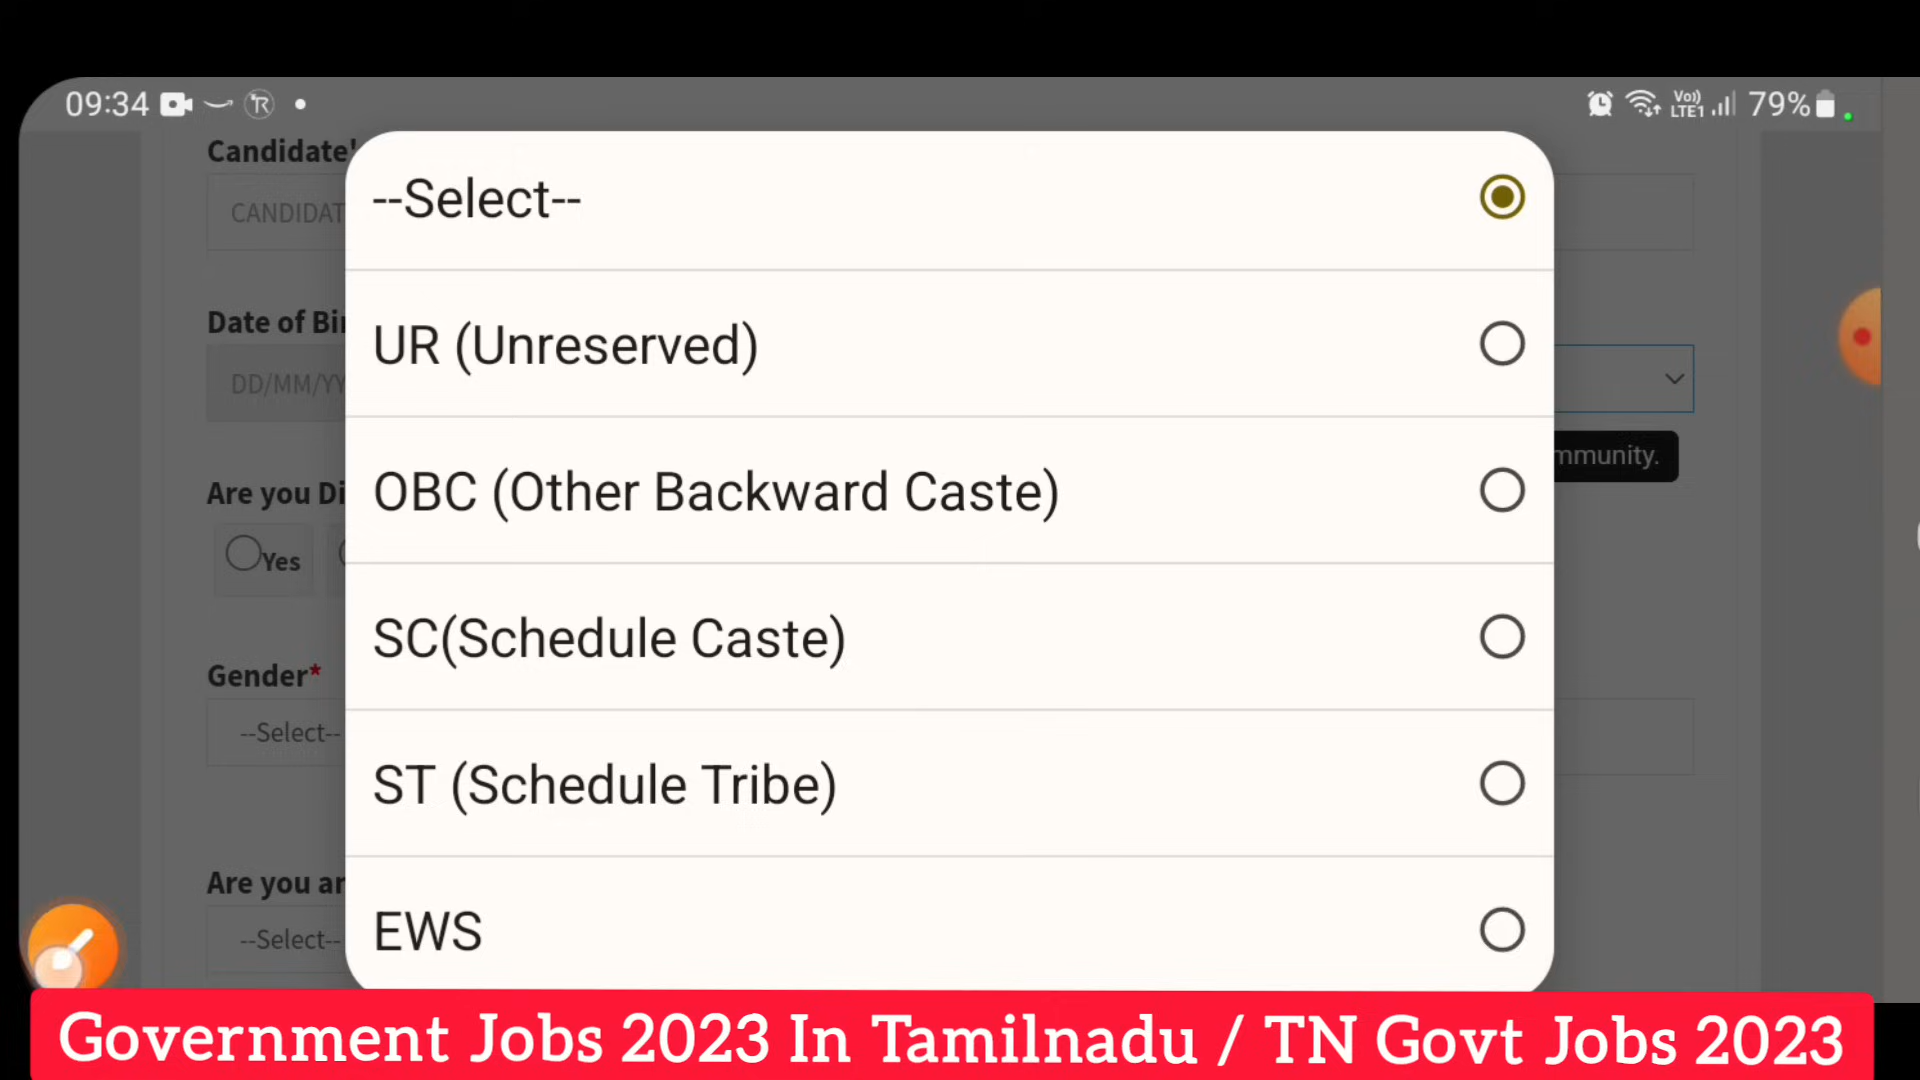 09:34
Vo)) LTE1 79%
Candidate'
CANDIDAT
--Select--
UR (Unreserved)
Date of Bi
DD/MM/YY
mmunity.
OBC (Other Backward Caste)
Are you Di
Yes
SC(Schedule Caste)
Gender*
--Select--
ST (Schedule Tribe)
Are you ar
--Select--
EWS
Government Jobs 2023 In Tamilnadu / TN Govt Jobs 2023